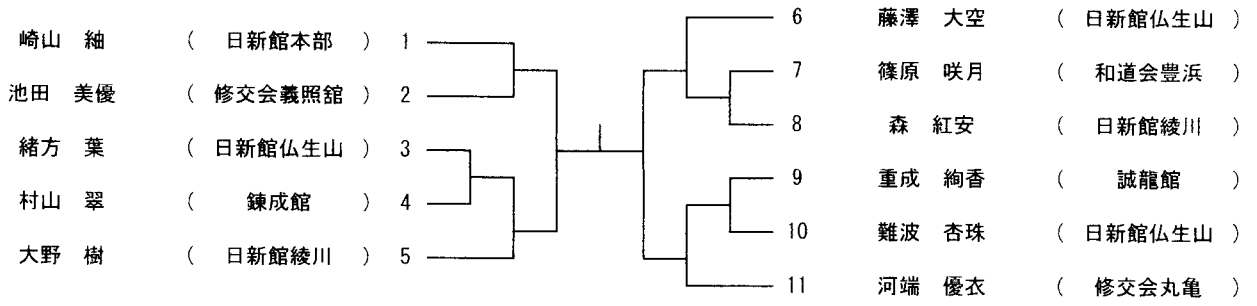 崎山 紬 ( 日新館本部 ) 1
池田 美優 ( 修交会義照舘 ) 2
緒方 葉 ( 日新館仏生山 ) 3
村山 翠 ( 錬成館 ) 4
大野 樹 ( 日新館綾川 ) 5
6 藤澤 大空 ( 日新館仏生山 )
7 篠原 咲月 ( 和道会豊浜 )
8 森 紅安 ( 日新館綾川 )
9 重成 絢香 ( 誠龍館 )
10 難波 杏珠 ( 日新館仏生山 )
11 河端 優衣 ( 修交会丸亀 )